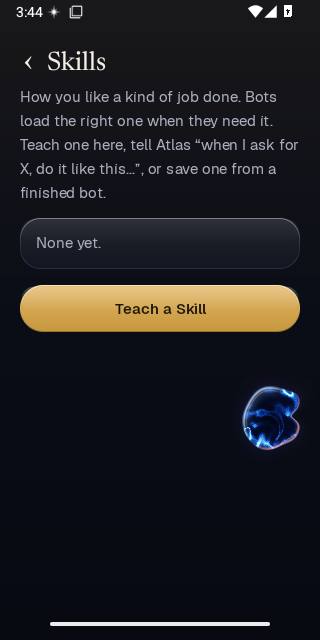 3:44
Skills
How you like a kind of job done. Bots
load the right one when they need it.
Teach one here, tell Atlas “when I ask for
X, do it like this…”, or save one from a
finished bot.
None yet.
Teach a Skill